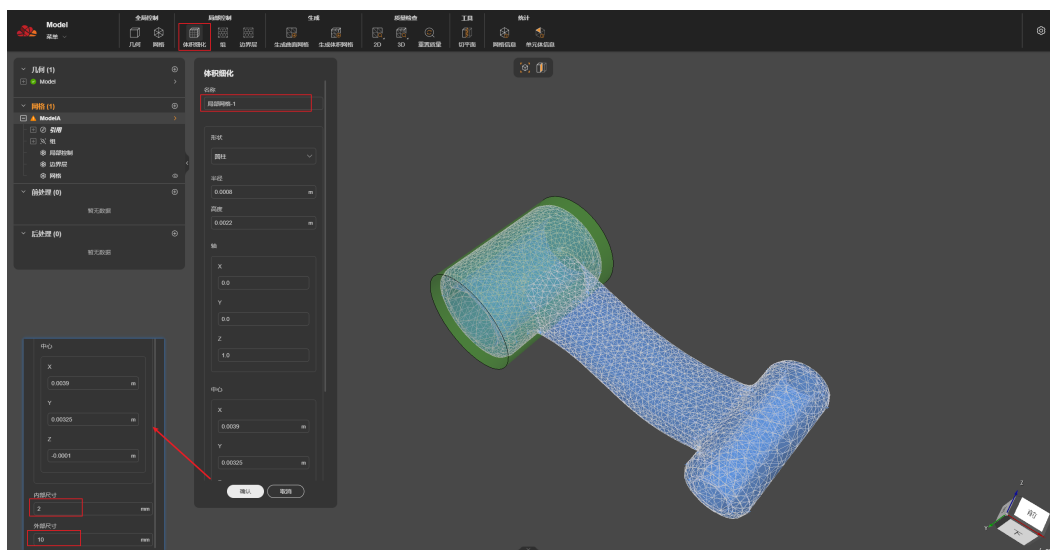 Model
菜单
全局控制
几何
网格
局部控制
体积细化
组
边界层
生成
生成曲面网格
生成体积网格
质量检查
2D
3D
重置质量
工具
切平面
统计
网格信息
单元体信息
几何 (1)
Model
网格 (1)
ModelA
引用
组
局部控制
边界层
网格
前处理 (0)
暂无数据
后处理 (0)
暂无数据
体积细化
名称
局部网格-1
形状
圆柱
半径
0.0008 m
高度
0.0022 m
轴
X
0.0
Y
0.0
Z
1.0
中心
X
0.0039 m
Y
0.00325 m
确认
取消
中心
X
0.0039 m
Y
0.00325 m
Z
-0.0001 m
内部尺寸
2 mm
外部尺寸
10 mm
Z
Y
前
下